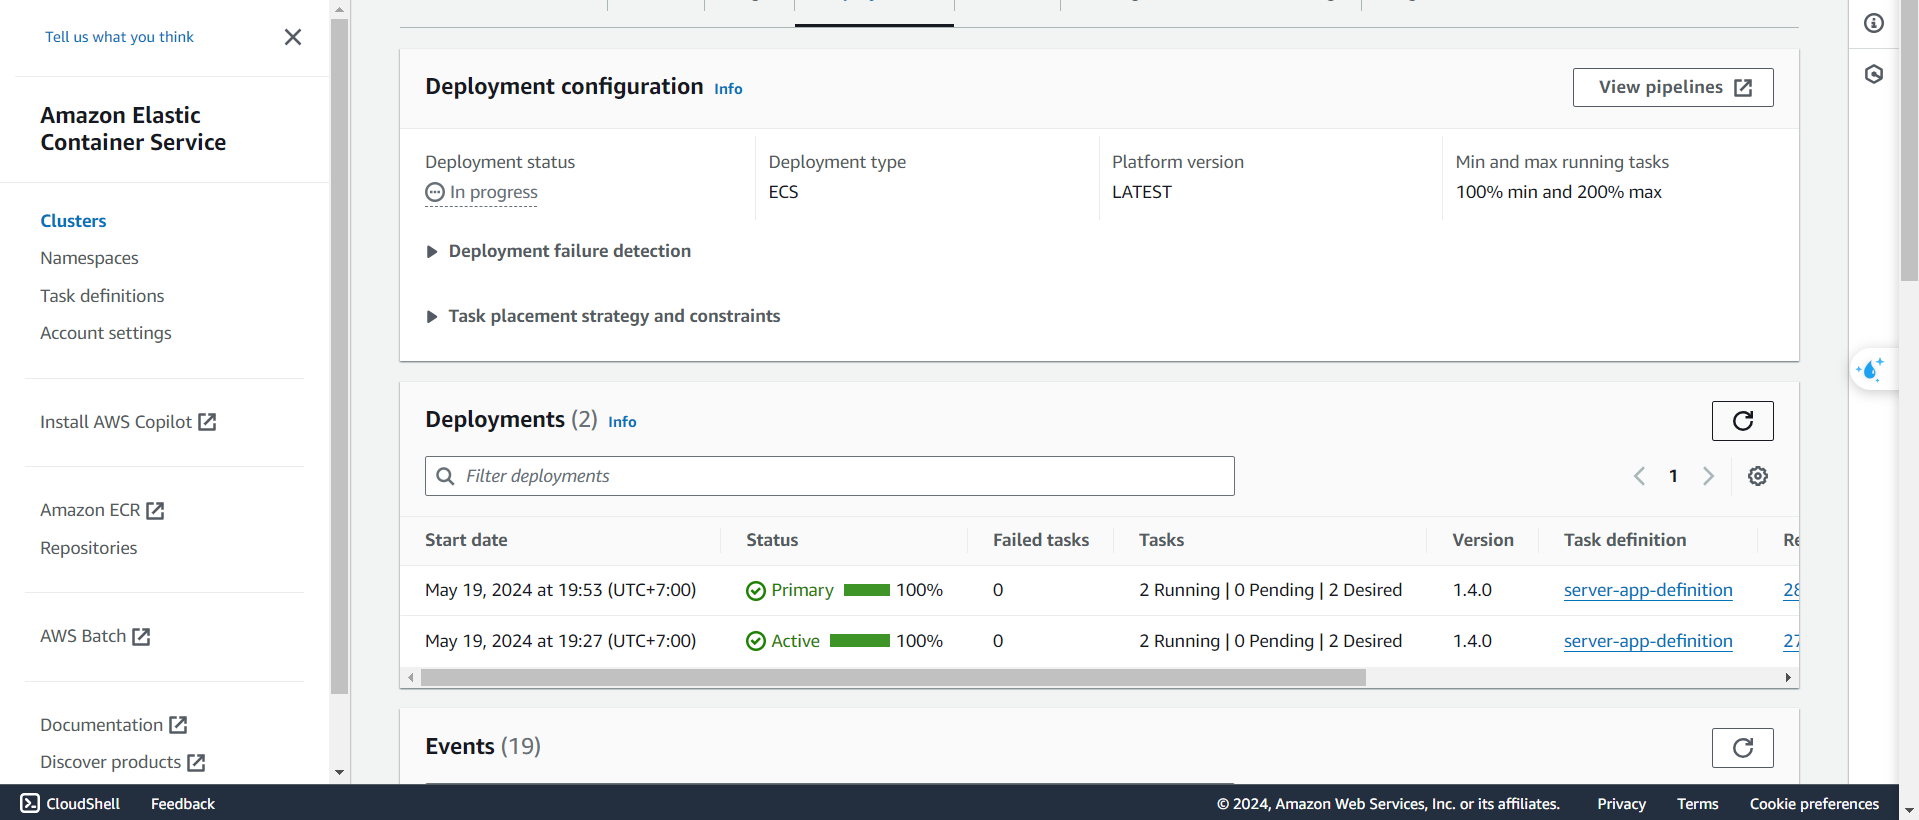 Tell us what you think
Amazon Elastic
Container Service
Clusters
Namespaces
Task definitions
Account settings
Install AWS Copilot
Amazon ECR
Repositories
AWS Batch
Documentation
Discover products
Deployment configuration Info
View pipelines
Deployment status
In progress
Deployment type
ECS
Platform version
LATEST
Min and max running tasks
100% min and 200% max
Deployment failure detection
Task placement strategy and constraints
Deployments (2) Info
Filter deployments
1
Start date Status Failed tasks Tasks Version Task definition
May 19, 2024 at 19:53 (UTC+7:00) Primary 100% 0 2 Running | 0 Pending | 2 Desired 1.4.0 server-app-definition 28
May 19, 2024 at 19:27 (UTC+7:00) Active 100% 0 2 Running | 0 Pending | 2 Desired 1.4.0 server-app-definition 27
Events (19)
CloudShell Feedback © 2024, Amazon Web Services, Inc. or its affiliates. Privacy Terms Cookie preferences